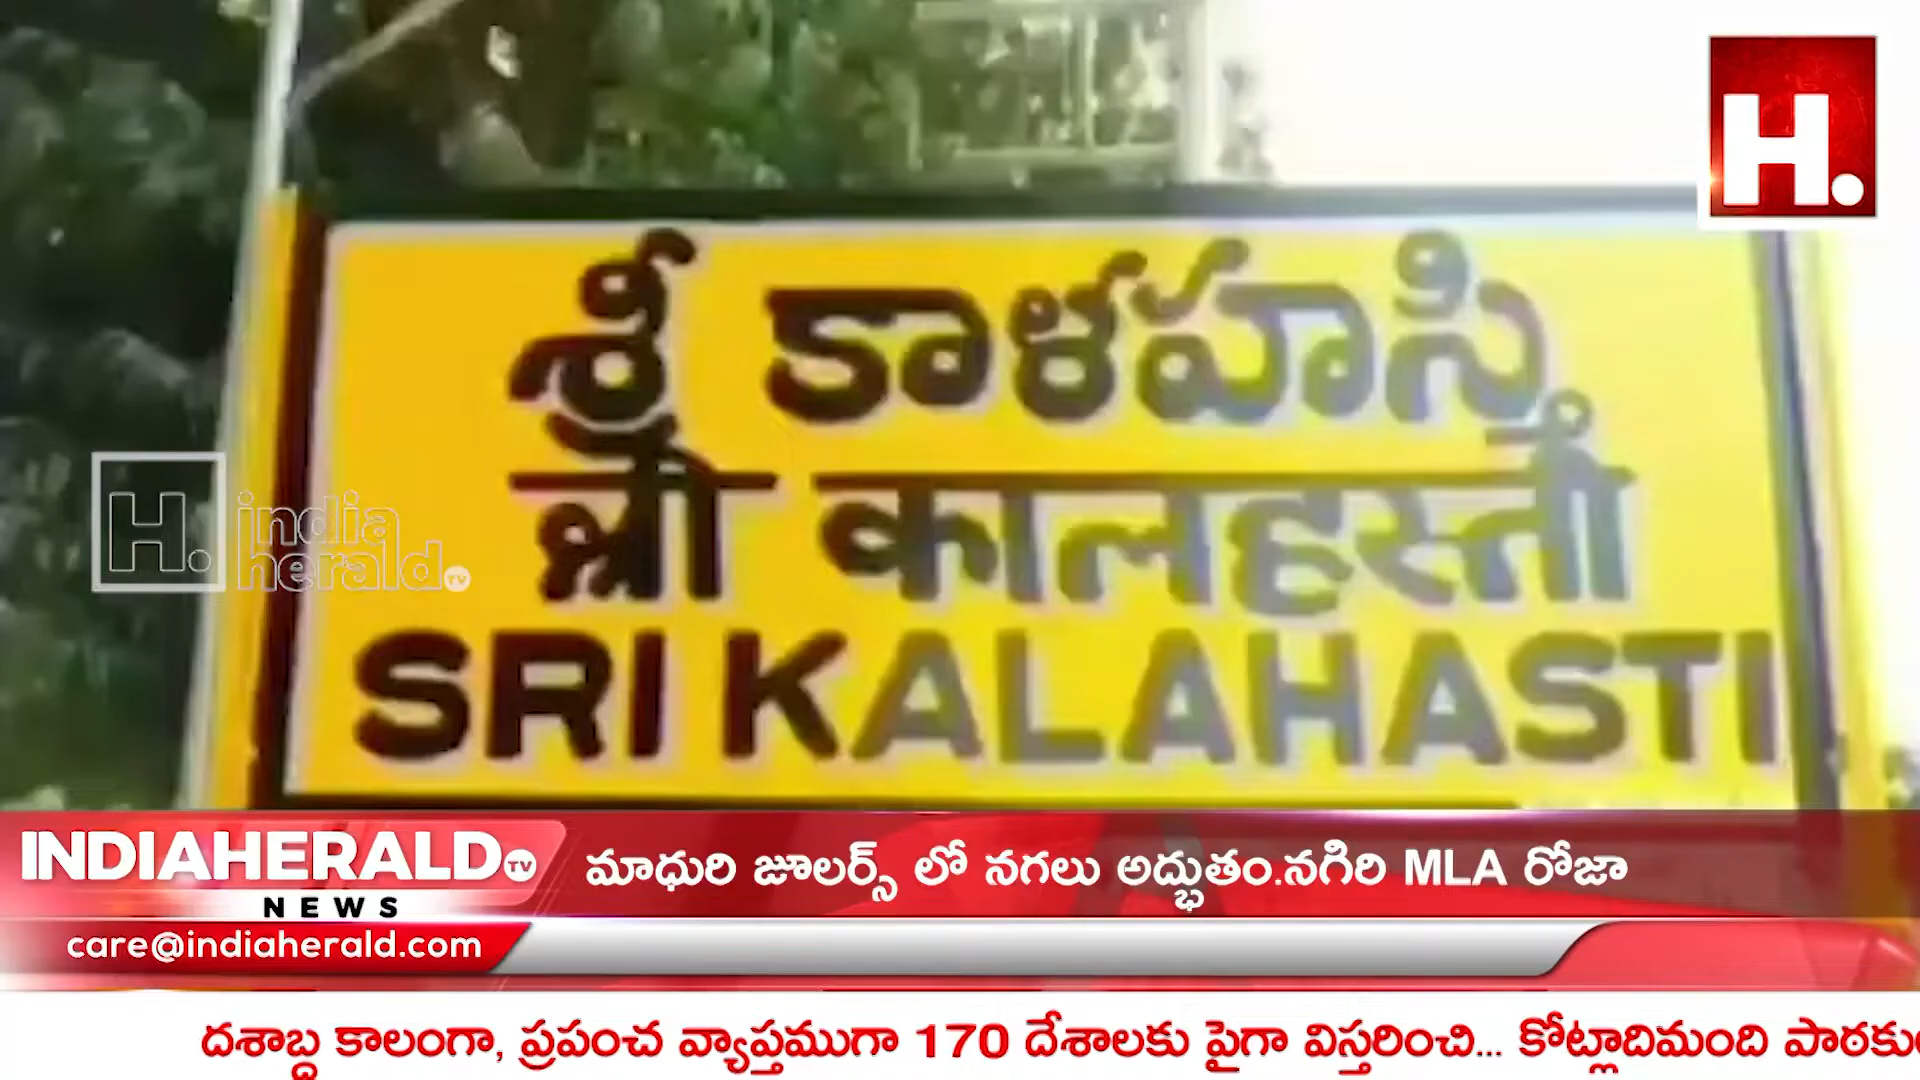 H.
శ్రీ కాళహస్తి
श्री कालहस्ती
SRI KALAHASTI
H. india
herald TV
INDIAHERALD TV
NEWS
మాధురి జూలర్స్ లో నగలు అద్భుతం.నగిరి MLA రోజా
care@indiaherald.com
దశాబ్ద కాలంగా, ప్రపంచ వ్యాప్తముగా 170 దేశాలకు పైగా విస్తరించి... కోట్లాదిమంది